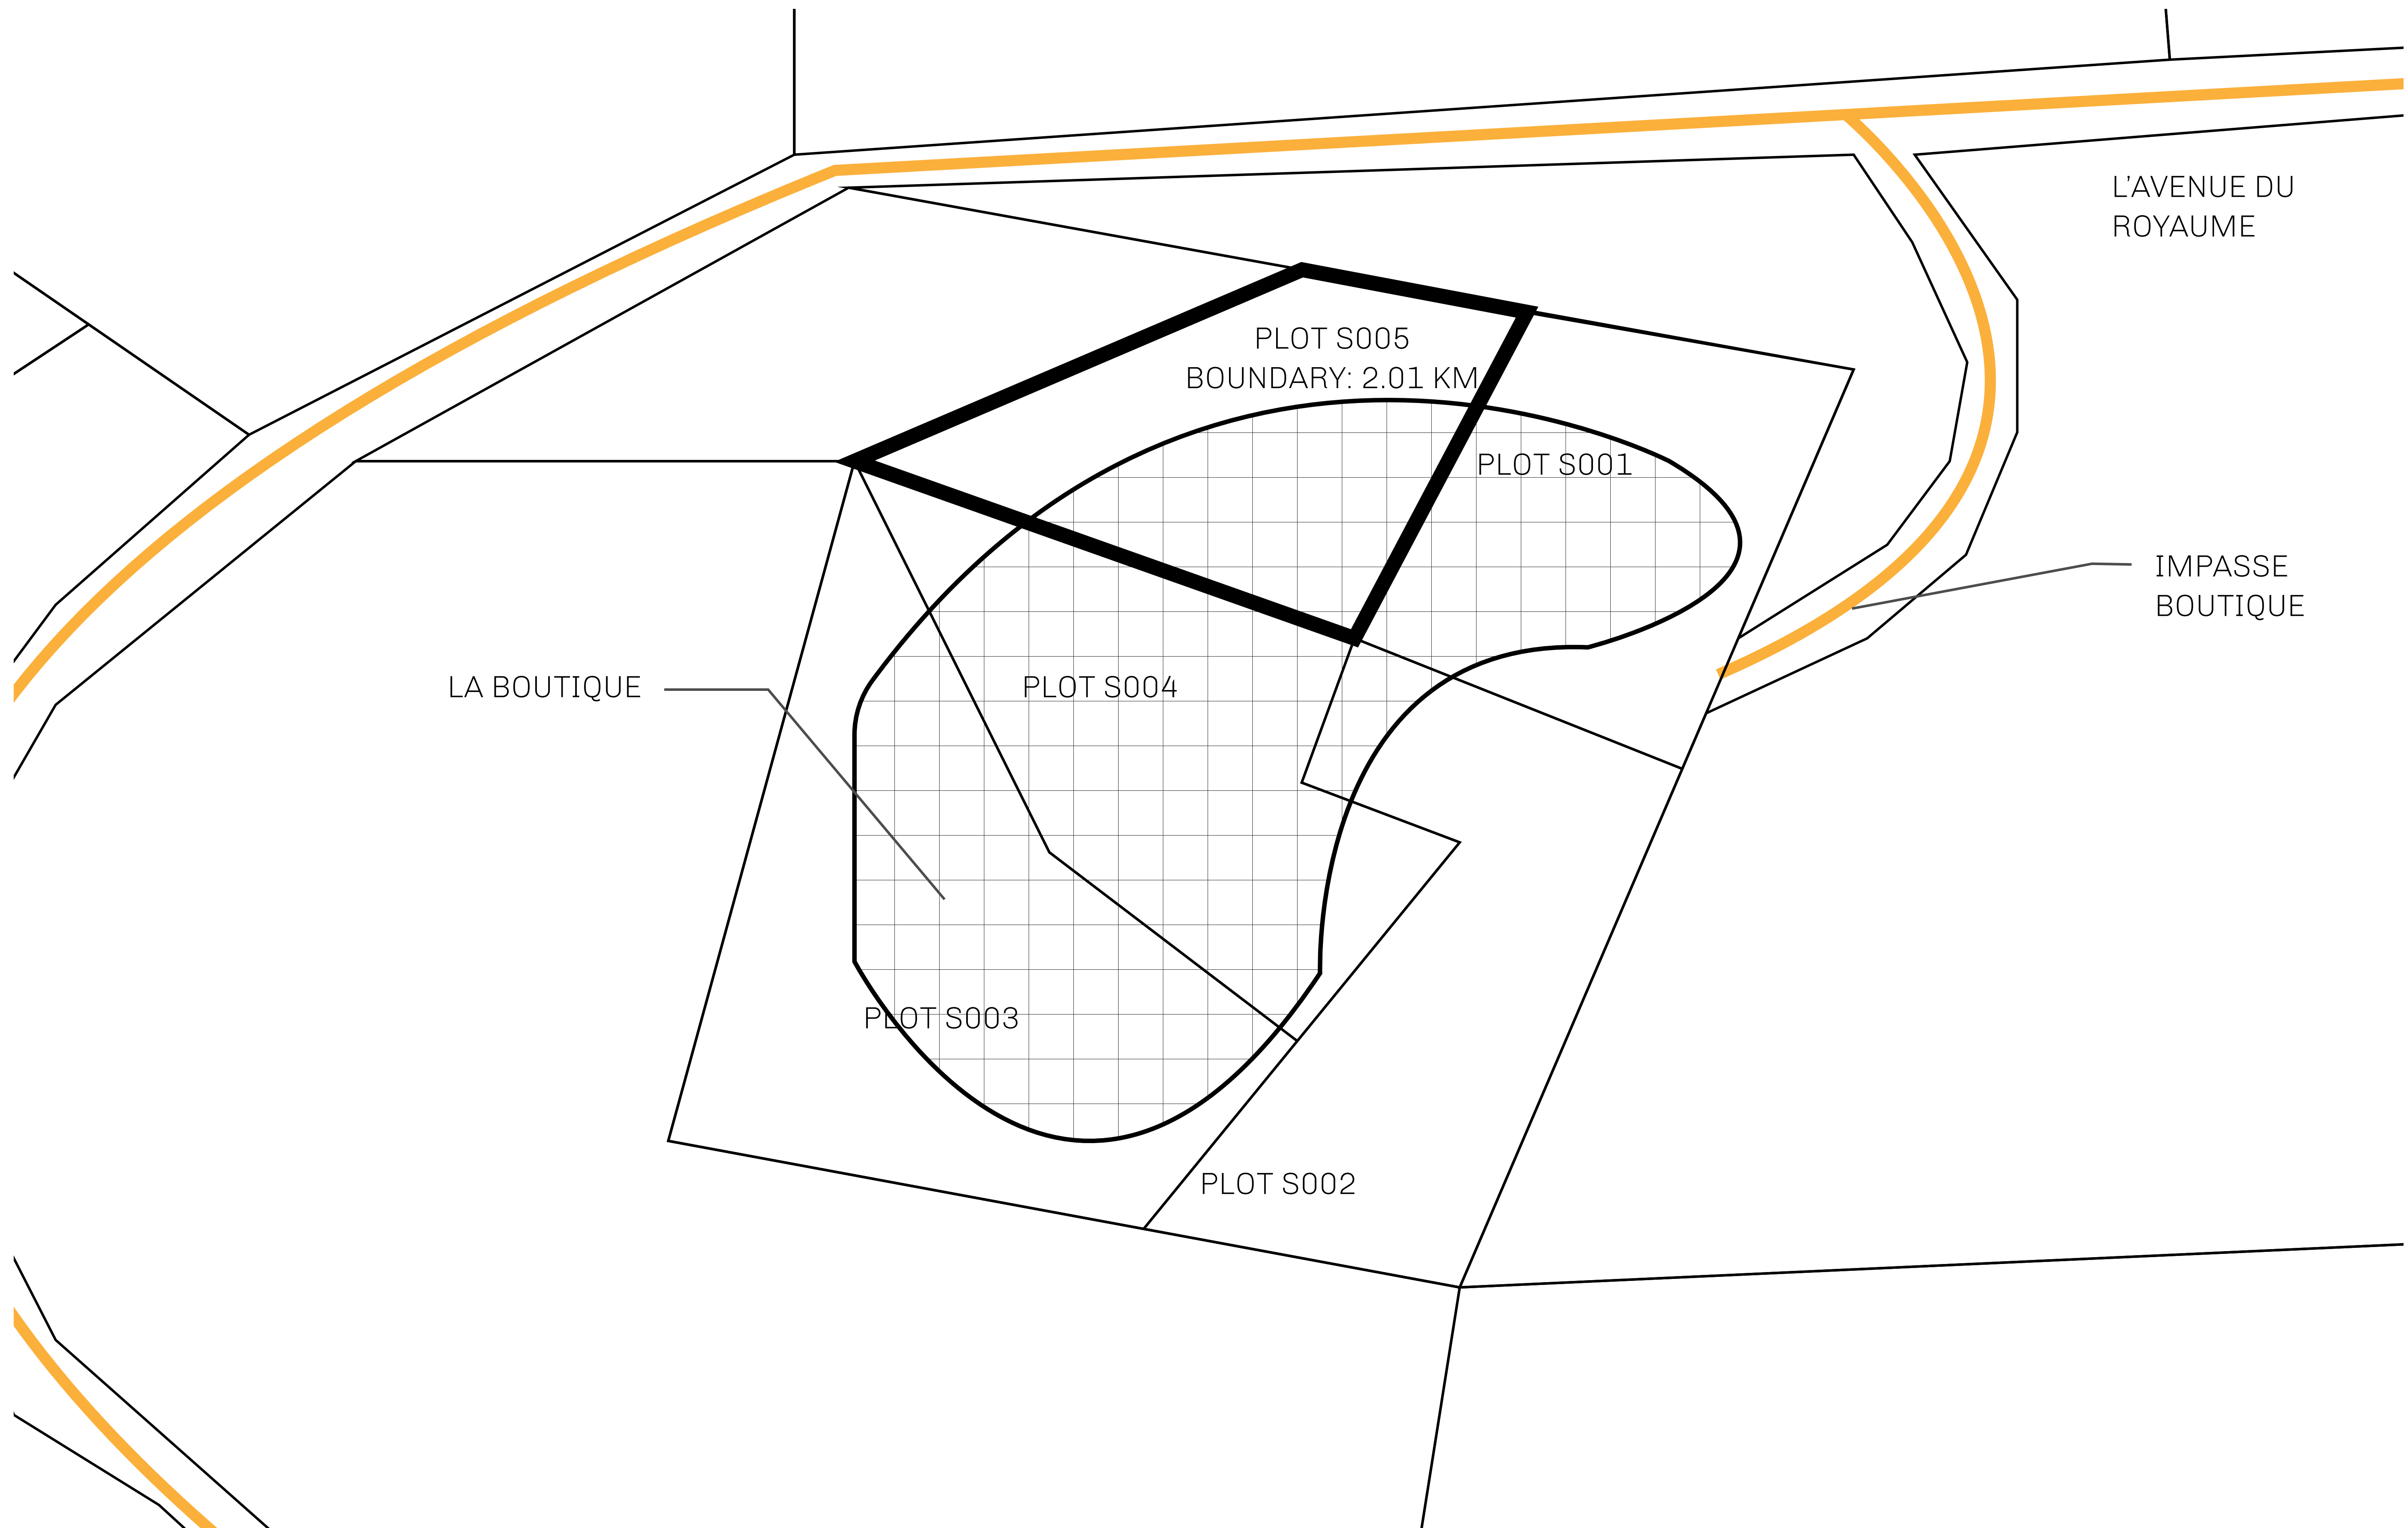 L'AVENUE DU
ROYAUME
PLOT S005
BOUNDARY: 2.01 KM
PLOT S001
IMPASSE
BOUTIQUE
LA BOUTIQUE
PLOT S004
PLOT S003
PLOT S002